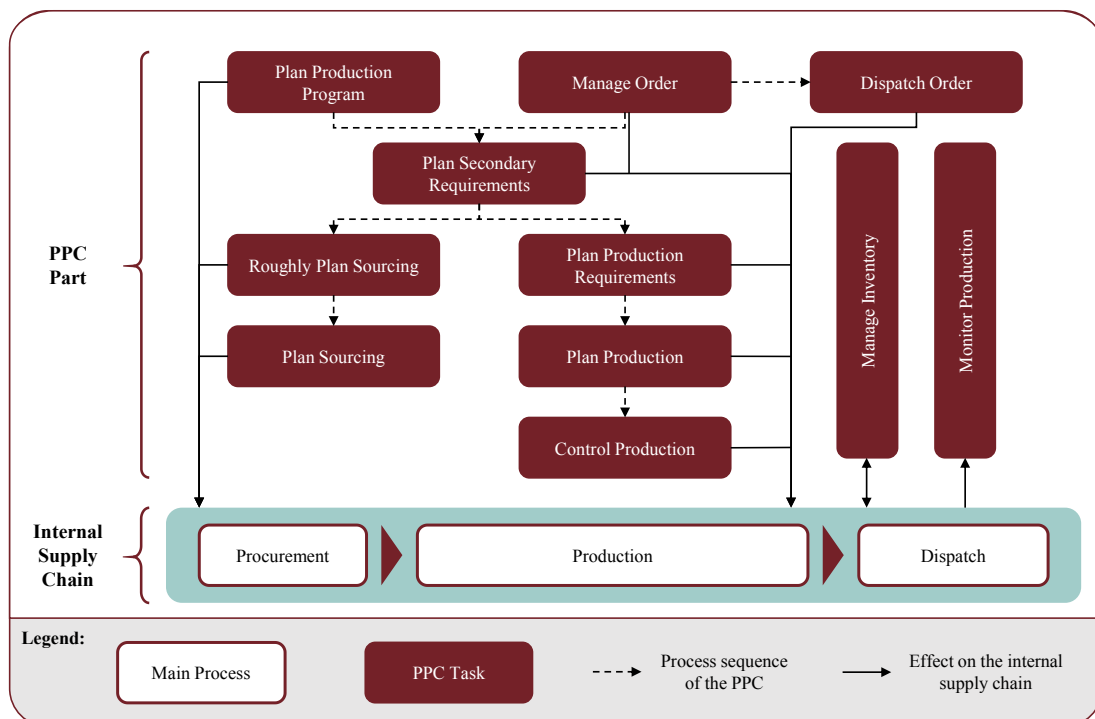 Plan Production
Program
Manage Order
Dispatch Order
Plan Secondary
Requirements
PPC
Part
Roughly Plan Sourcing
Plan Production
Requirements
Manage Inventory
Monitor Production
Plan Sourcing
Plan Production
Control Production
Internal
Supply
Chain
Procurement
Production
Dispatch
Legend:
Main Process
PPC Task
Process sequence
of the PPC
Effect on the internal
supply chain